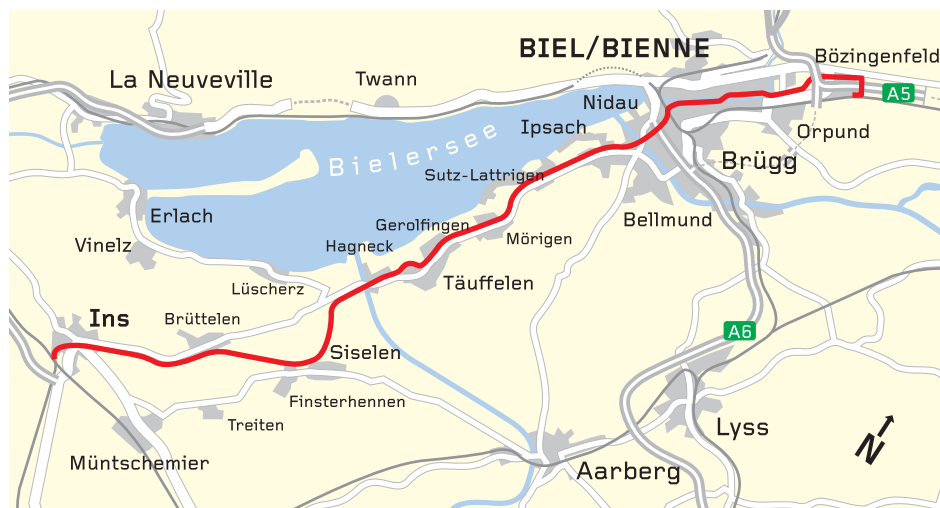 BIEL/BIENNE
Bözingenfeld
La Neuveville
Twann
A5
Nidau
Ipsach
Orpund
Bielersee
Brügg
Sutz-Lattrigen
Erlach
Gerolfingen
Bellmund
Vinelz
Hagneck
Mörigen
Lüscherz
Täuffelen
Ins
Brüttelen
A6
Siselen
Finsterhennen
Treiten
Lyss
Müntschemier
Aarberg
N